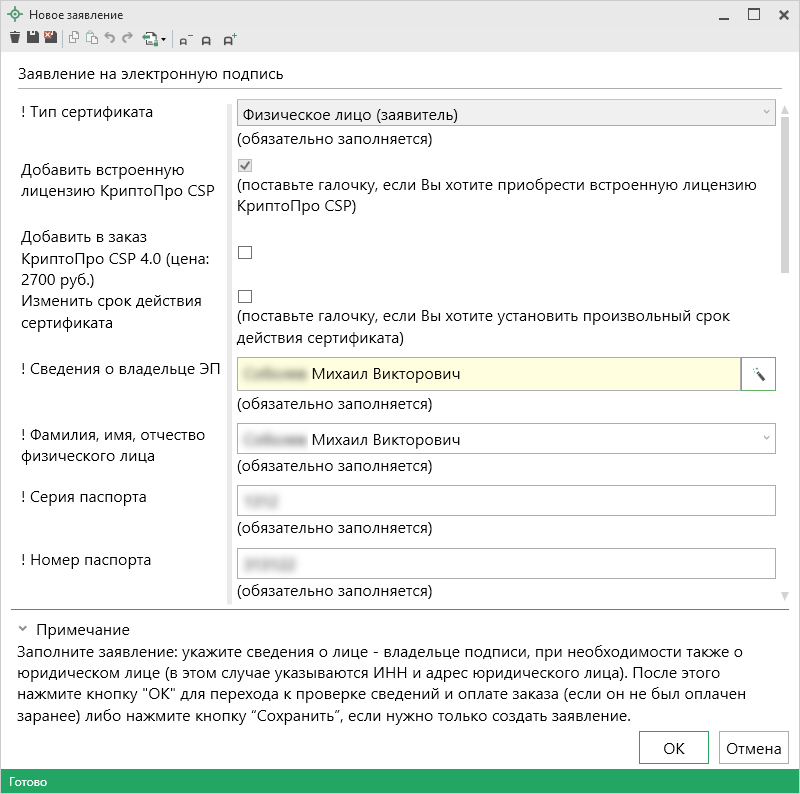 Новое заявление
A⁻ A A⁺
Заявление на электронную подпись
! Тип сертификата
Физическое лицо (заявитель)
(обязательно заполняется)
Добавить встроенную
лицензию КриптоПро CSP
(поставьте галочку, если Вы хотите приобрести встроенную лицензию
КриптоПро CSP)
Добавить в заказ
КриптоПро CSP 4.0 (цена:
2700 руб.)
Изменить срок действия
сертификата
(поставьте галочку, если Вы хотите установить произвольный срок
действия сертификата)
! Сведения о владельце ЭП
Михаил Викторович
(обязательно заполняется)
! Фамилия, имя, отчество
физического лица
Михаил Викторович
(обязательно заполняется)
! Серия паспорта
(обязательно заполняется)
! Номер паспорта
(обязательно заполняется)
Примечание
Заполните заявление: укажите сведения о лице - владельце подписи, при необходимости также о
юридическом лице (в этом случае указываются ИНН и адрес юридического лица). После этого
нажмите кнопку "ОК" для перехода к проверке сведений и оплате заказа (если он не был оплачен
заранее) либо нажмите кнопку “Сохранить”, если нужно только создать заявление.
ОК
Отмена
Готово